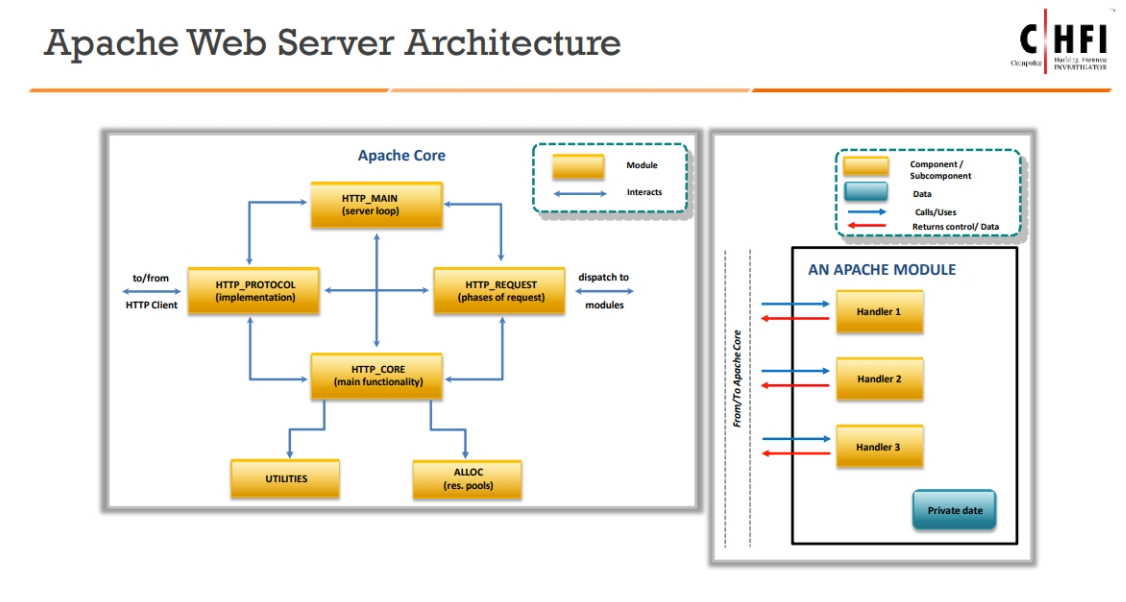 Apache Web Server Architecture
CHFI
Computer Hacking Forensic
INVESTIGATOR
Apache Core
Module
Interacts
HTTP_MAIN
(server loop)
to/from
HTTP Client
HTTP_PROTOCOL
(implementation)
HTTP_REQUEST
(phases of request)
dispatch to
modules
HTTP_CORE
(main functionality)
UTILITIES
ALLOC
(res. pools)
Component /
Subcomponent
Data
Calls/Uses
Returns control/ Data
From/To Apache Core
AN APACHE MODULE
Handler 1
Handler 2
Handler 3
Private date